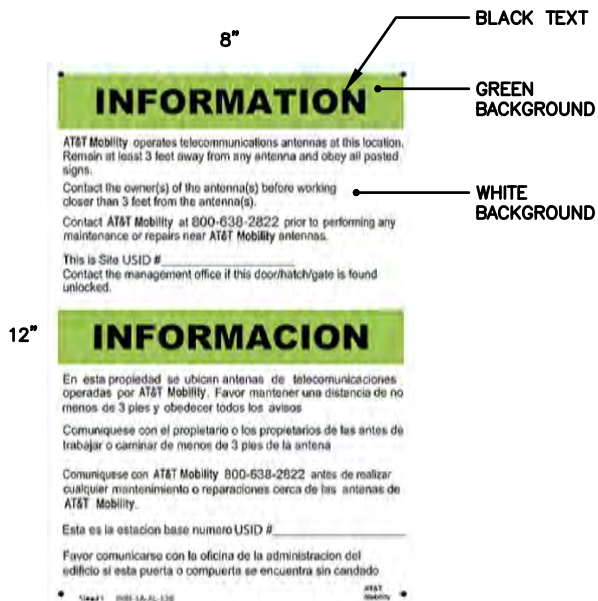 BLACK TEXT
8"
GREEN
BACKGROUND
INFORMATION
AT&T Mobility operates telecommunications antennas at this location.
Remain at least 3 feet away from any antenna and obey all posted
signs.
Contact the owner(s) of the antenna(s) before working
closer than 3 feet from the antenna(s).
WHITE
BACKGROUND
Contact AT&T Mobility at 800-638-2822 prior to performing any
maintenance or repairs near AT&T Mobility antennas.
This is Site USID #
Contact the management office if this door/hatch/gate is found
unlocked.
12"
INFORMACION
En esta propiedad se ubican antenas de telecomunicaciones
operadas por AT&T Mobility. Favor mantener una distancia de no
menos de 3 pies y obedecer todos los avisos
Comuniquese con el propietario o los propietarios de las antes de
trabajar o caminar de menos de 3 pies de la antena
Comuniquese con AT&T Mobility 800-638-2822 antes de realizar
cualquier mantenimiento o reparaciones cerca de las antenas de
AT&T Mobility.
Esta es la estacion base numero USID #
Favor comunicarse con la oficina de la administracion del
edificio si esta puerta o compuerta se encuentra sin candado
AT&T
Mobility